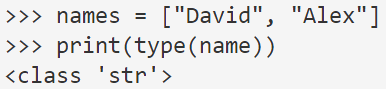 >>> names = ["David", "Alex"]
>>> print(type(name))
<class 'str'>